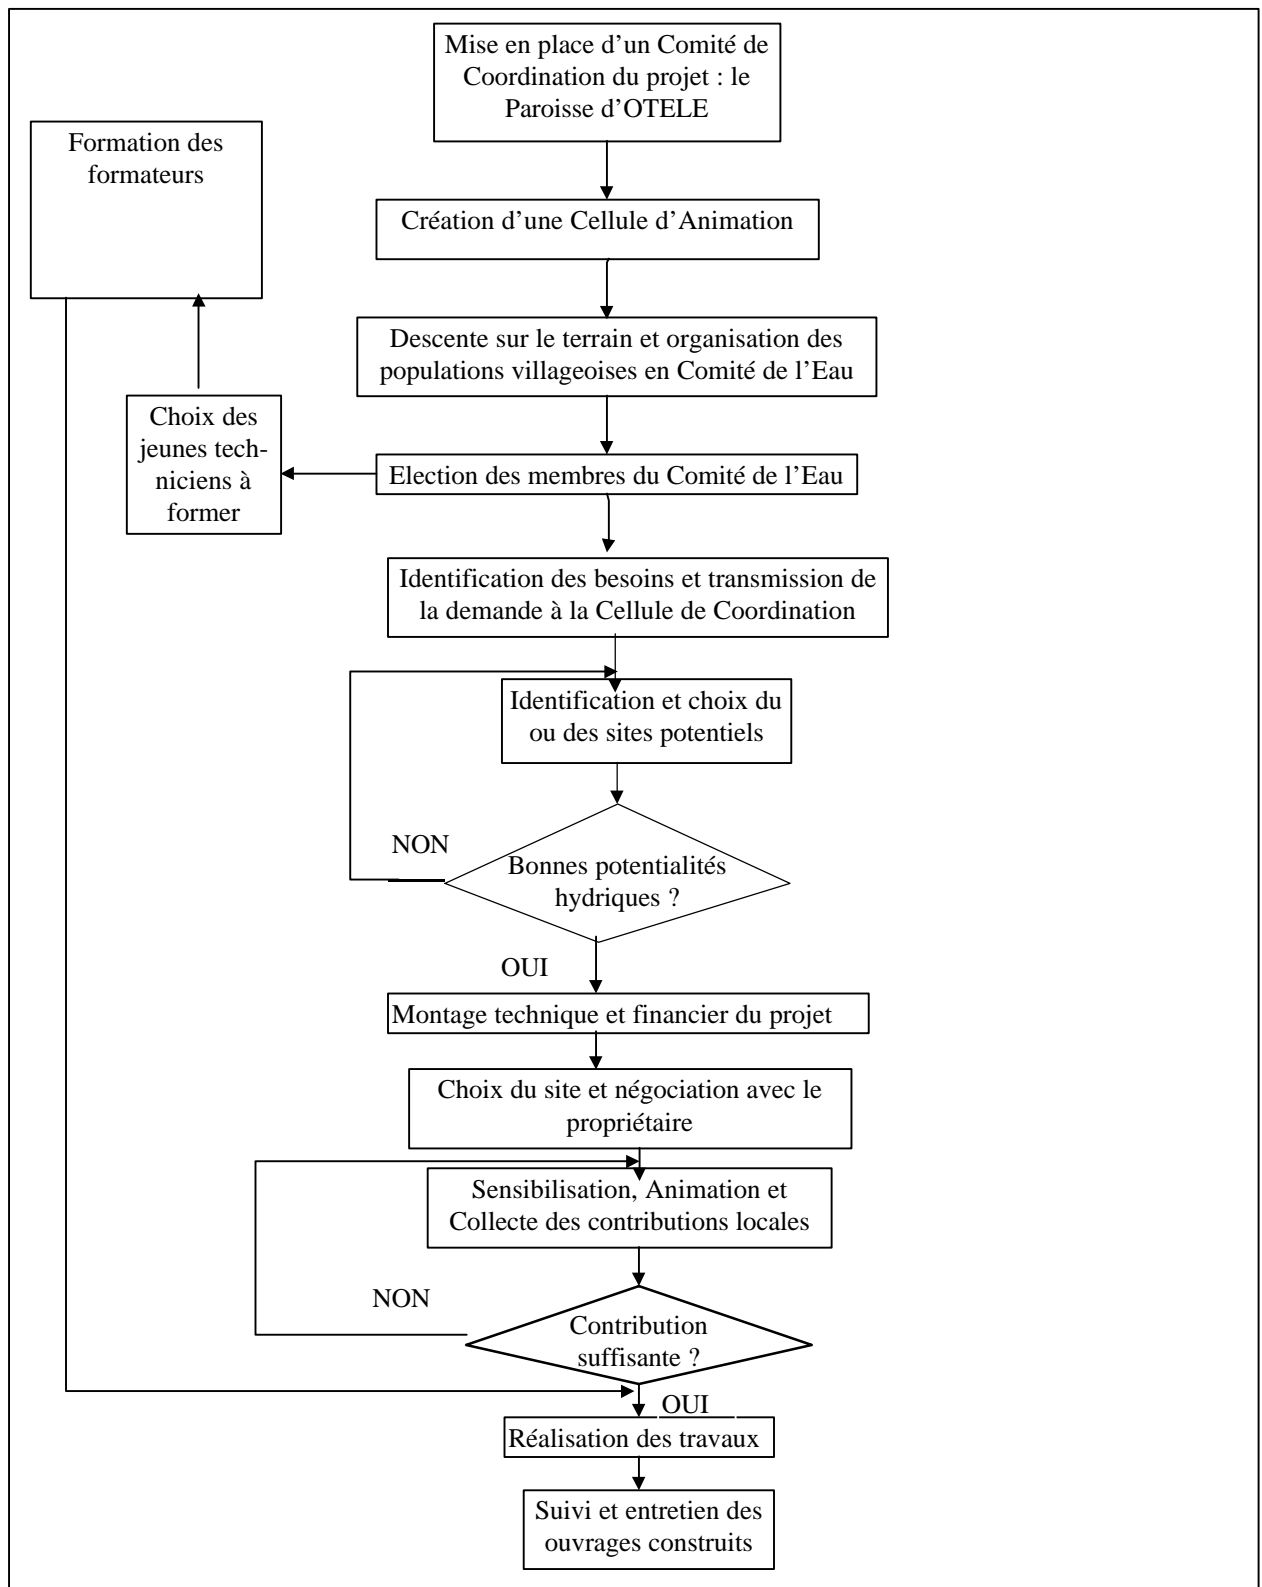 Mise en place d’un Comité de
Coordination du projet : le
Paroisse d’OTELE
Formation des
formateurs
Création d’une Cellule d’Animation
Descente sur le terrain et organisation des
populations villageoises en Comité de l’Eau
Choix des
jeunes tech-
niciens à
former
Election des membres du Comité de l’Eau
Identification des besoins et transmission de
la demande à la Cellule de Coordination
Identification et choix du
ou des sites potentiels
NON
Bonnes potentialités
hydriques ?
OUI
Montage technique et financier du projet
Choix du site et négociation avec le
propriétaire
Sensibilisation, Animation et
Collecte des contributions locales
NON
Contribution
suffisante ?
OUI
Réalisation des travaux
Suivi et entretien des
ouvrages construits